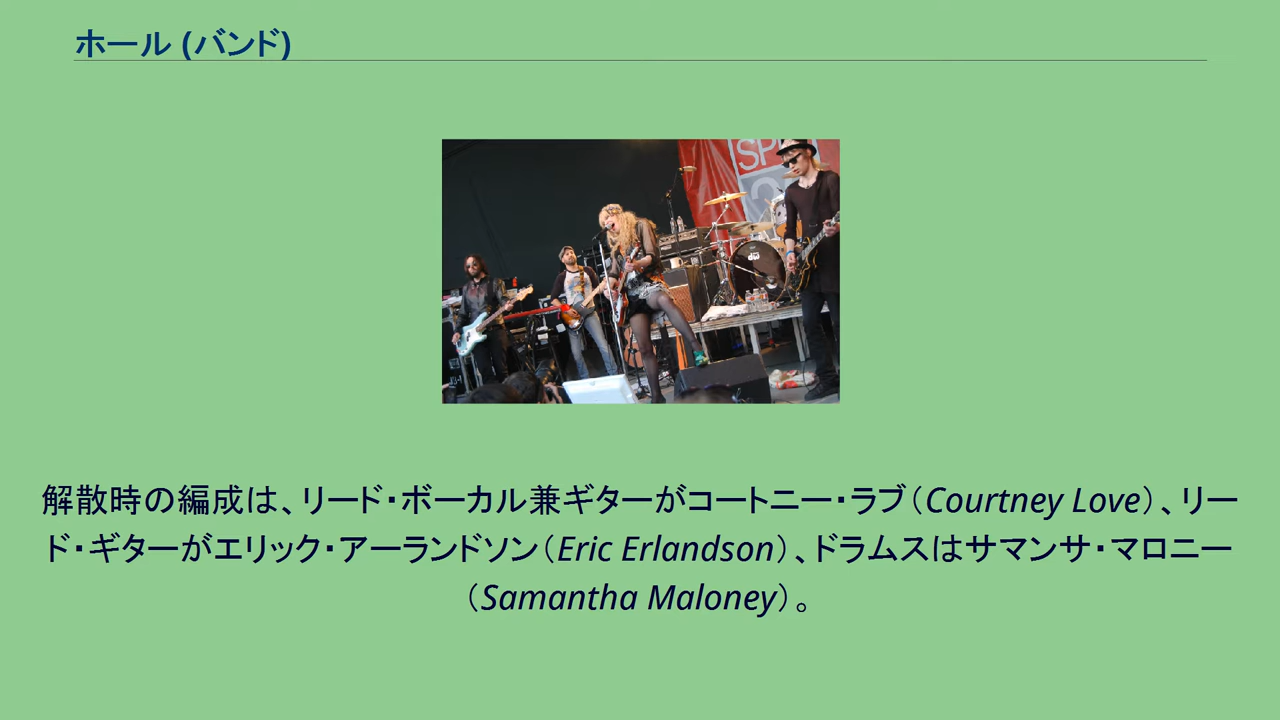 ホール (バンド)
SP
解散時の編成は、リード・ボーカル兼ギターがコートニー・ラブ（Courtney Love）、リー
ド・ギターがエリック・アーランドソン（Eric Erlandson）、ドラムスはサマンサ・マロニー
（Samantha Maloney）。